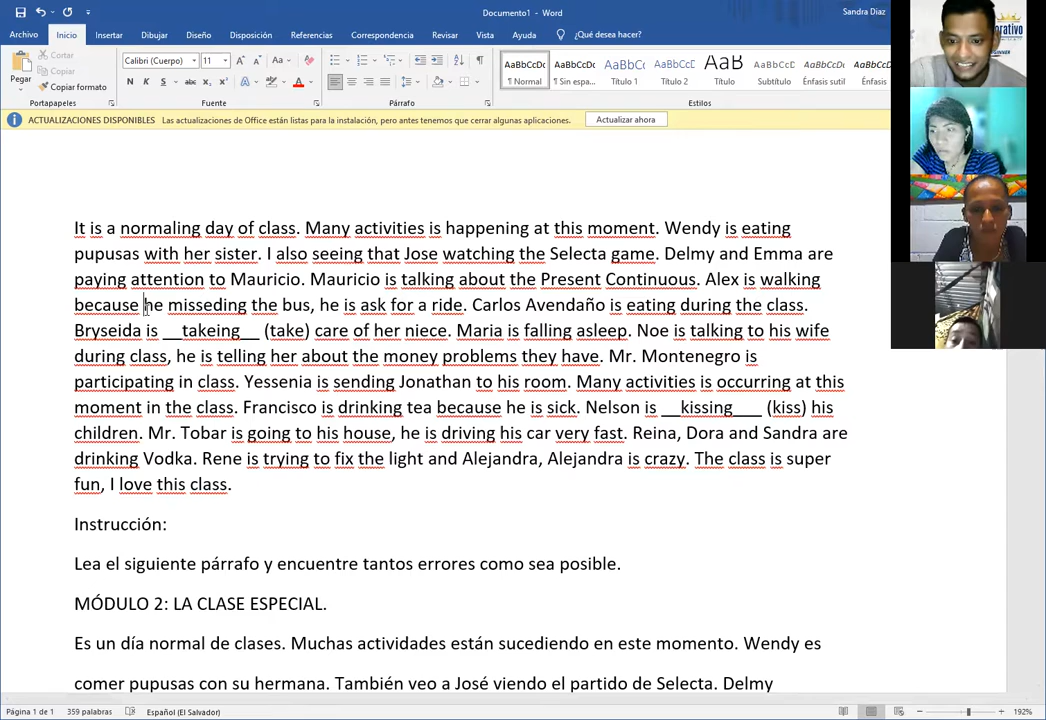 Documento1 - Word
Sandra Diaz
Archivo Inicio Insertar Dibujar Diseño Disposición Referencias Correspondencia Revisar Vista Ayuda ¿Qué desea hacer?
Pegar
Cortar
Copiar
Copiar formato
Portapapeles
Calibri (Cuerpo) 11
N K S abc x₂ x²
Fuente
Párrafo
AaBbCcDc AaBbCcDc AaBbC AaBbCcC AaB AaBbCcD AaBbCcDc AaBbCcDc
¶ Normal ¶ Sin espa... Título 1 Título 2 Título Subtítulo Énfasis sutil Énfasis
Estilos
ACTUALIZACIONES DISPONIBLES Las actualizaciones de Office están listas para la instalación, pero antes tenemos que cerrar algunas aplicaciones. Actualizar ahora
It is a normaling day of class. Many activities is happening at this moment. Wendy is eating
pupusas with her sister. I also seeing that Jose watching the Selecta game. Delmy and Emma are
paying attention to Mauricio. Mauricio is talking about the Present Continuous. Alex is walking
because he misseding the bus, he is ask for a ride. Carlos Avendaño is eating during the class.
Bryseida is __takeing__ (take) care of her niece. Maria is falling asleep. Noe is talking to his wife
during class, he is telling her about the money problems they have. Mr. Montenegro is
participating in class. Yessenia is sending Jonathan to his room. Many activities is occurring at this
moment in the class. Francisco is drinking tea because he is sick. Nelson is __kissing___ (kiss) his
children. Mr. Tobar is going to his house, he is driving his car very fast. Reina, Dora and Sandra are
drinking Vodka. Rene is trying to fix the light and Alejandra, Alejandra is crazy. The class is super
fun, I love this class.
Instrucción:
Lea el siguiente párrafo y encuentre tantos errores como sea posible.
MÓDULO 2: LA CLASE ESPECIAL.
Es un día normal de clases. Muchas actividades están sucediendo en este momento. Wendy es
comer pupusas con su hermana. También veo a José viendo el partido de Selecta. Delmy
Página 1 de 1 359 palabras Español (El Salvador) 192%